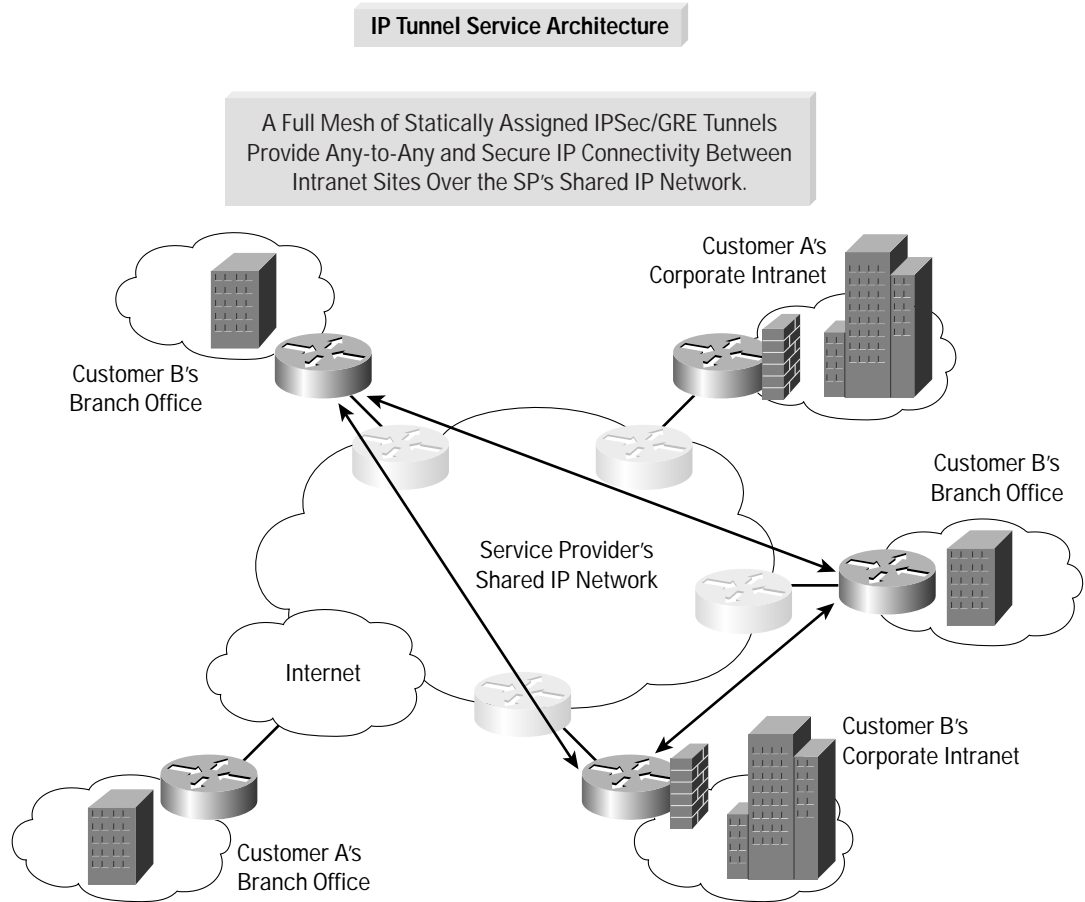 IP Tunnel Service Architecture
A Full Mesh of Statically Assigned IPSec/GRE Tunnels
Provide Any-to-Any and Secure IP Connectivity Between
Intranet Sites Over the SP's Shared IP Network.
Customer A's
Corporate Intranet
Customer B's
Branch Office
Customer B's
Branch Office
Service Provider's
Shared IP Network
Internet
Customer B's
Corporate Intranet
Customer A's
Branch Office